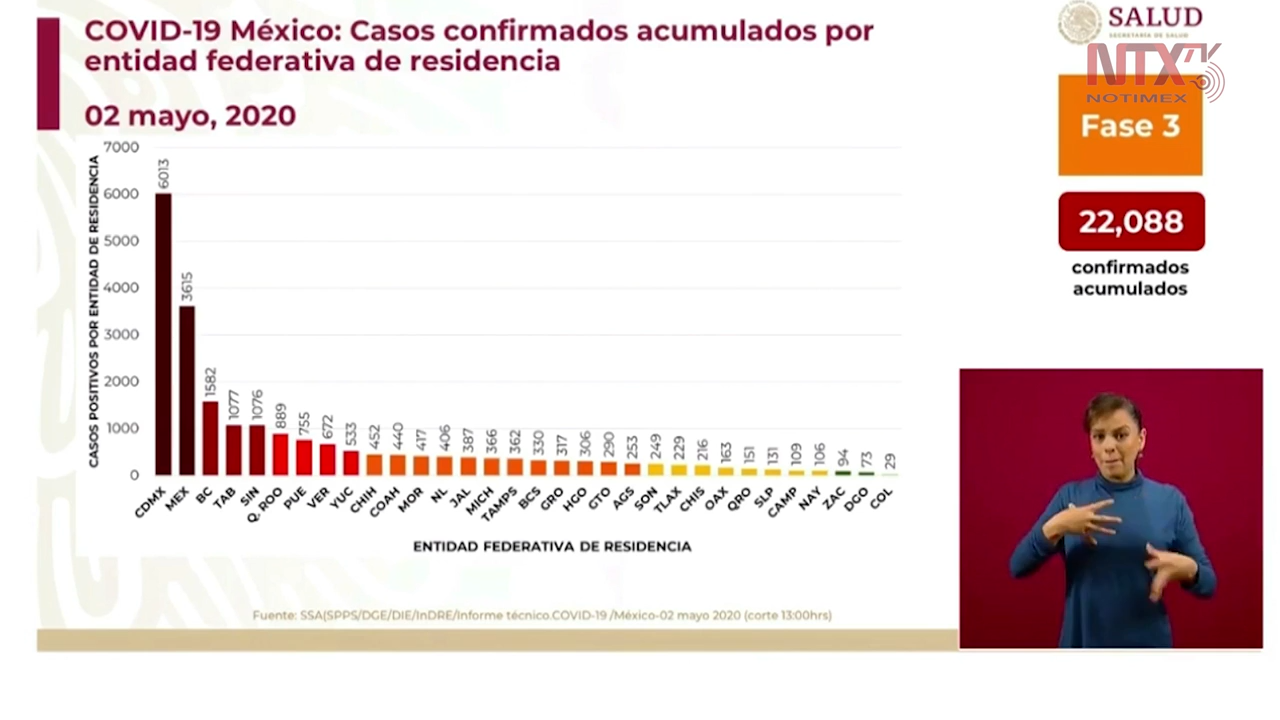 COVID-19 México: Casos confirmados acumulados por
entidad federativa de residencia
02 mayo, 2020
SALUD
SECRETARÍA DE SALUD
NTX
NOTIMEX
Fase 3
22,088
confirmados
acumulados
CASOS POSITIVOS POR ENTIDAD DE RESIDENCIA
7000
6000
5000
4000
3000
2000
1000
0
6013
3615
1582
1077
1076
889
755
672
533
452
440
417
406
387
366
362
330
317
306
290
253
249
229
216
163
151
131
109
106
94
73
29
CDMX
MEX
BC
TAB
SIN
Q. ROO
PUE
VER
YUC
CHIH
COAH
MOR
NL
JAL
MICH
TAMPS
BCS
GRO
HGO
GTO
AGS
SON
TLAX
CHIS
OAX
QRO
SLP
CAMP
NAY
ZAC
DGO
COL
ENTIDAD FEDERATIVA DE RESIDENCIA
Fuente: SSA(SPPS/DGE/DIE/InDRE/Informe técnico.COVID-19 /México-02 mayo 2020 (corte 13:00hrs)